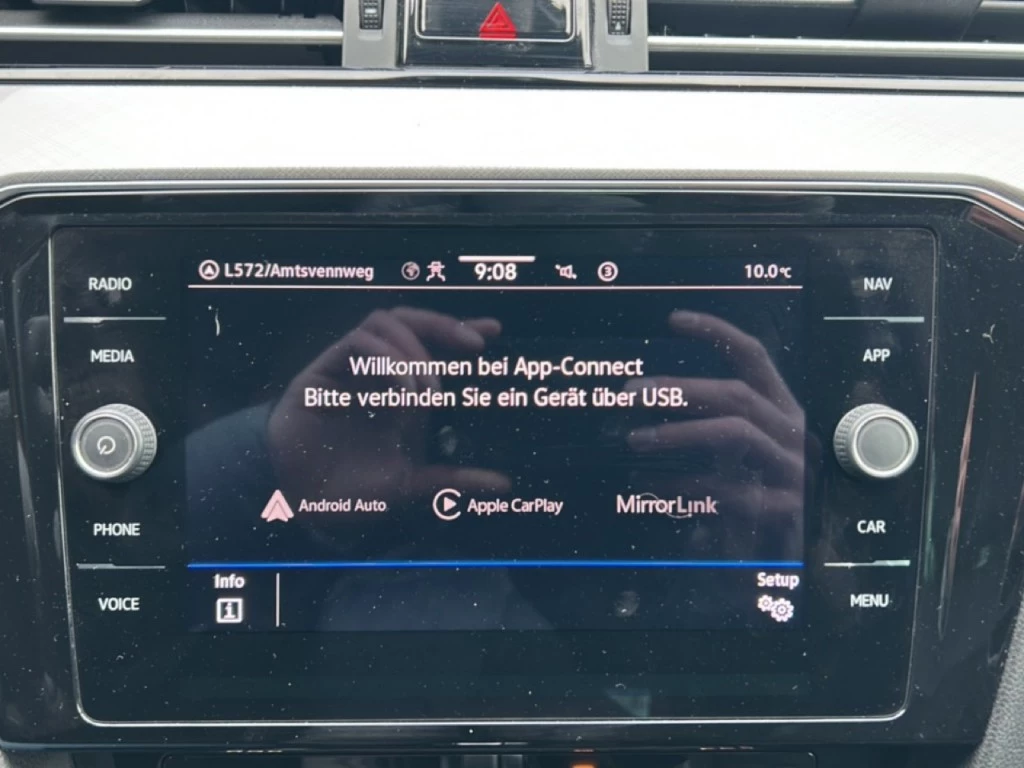 RADIO
MEDIA
PHONE
VOICE
L572/Amtsvennweg 9:08 3 10.0°C
Willkommen bei App-Connect
Bitte verbinden Sie ein Gerät über USB.
Android Auto Apple CarPlay MirrorLink
Info Setup
NAV
APP
CAR
MENU